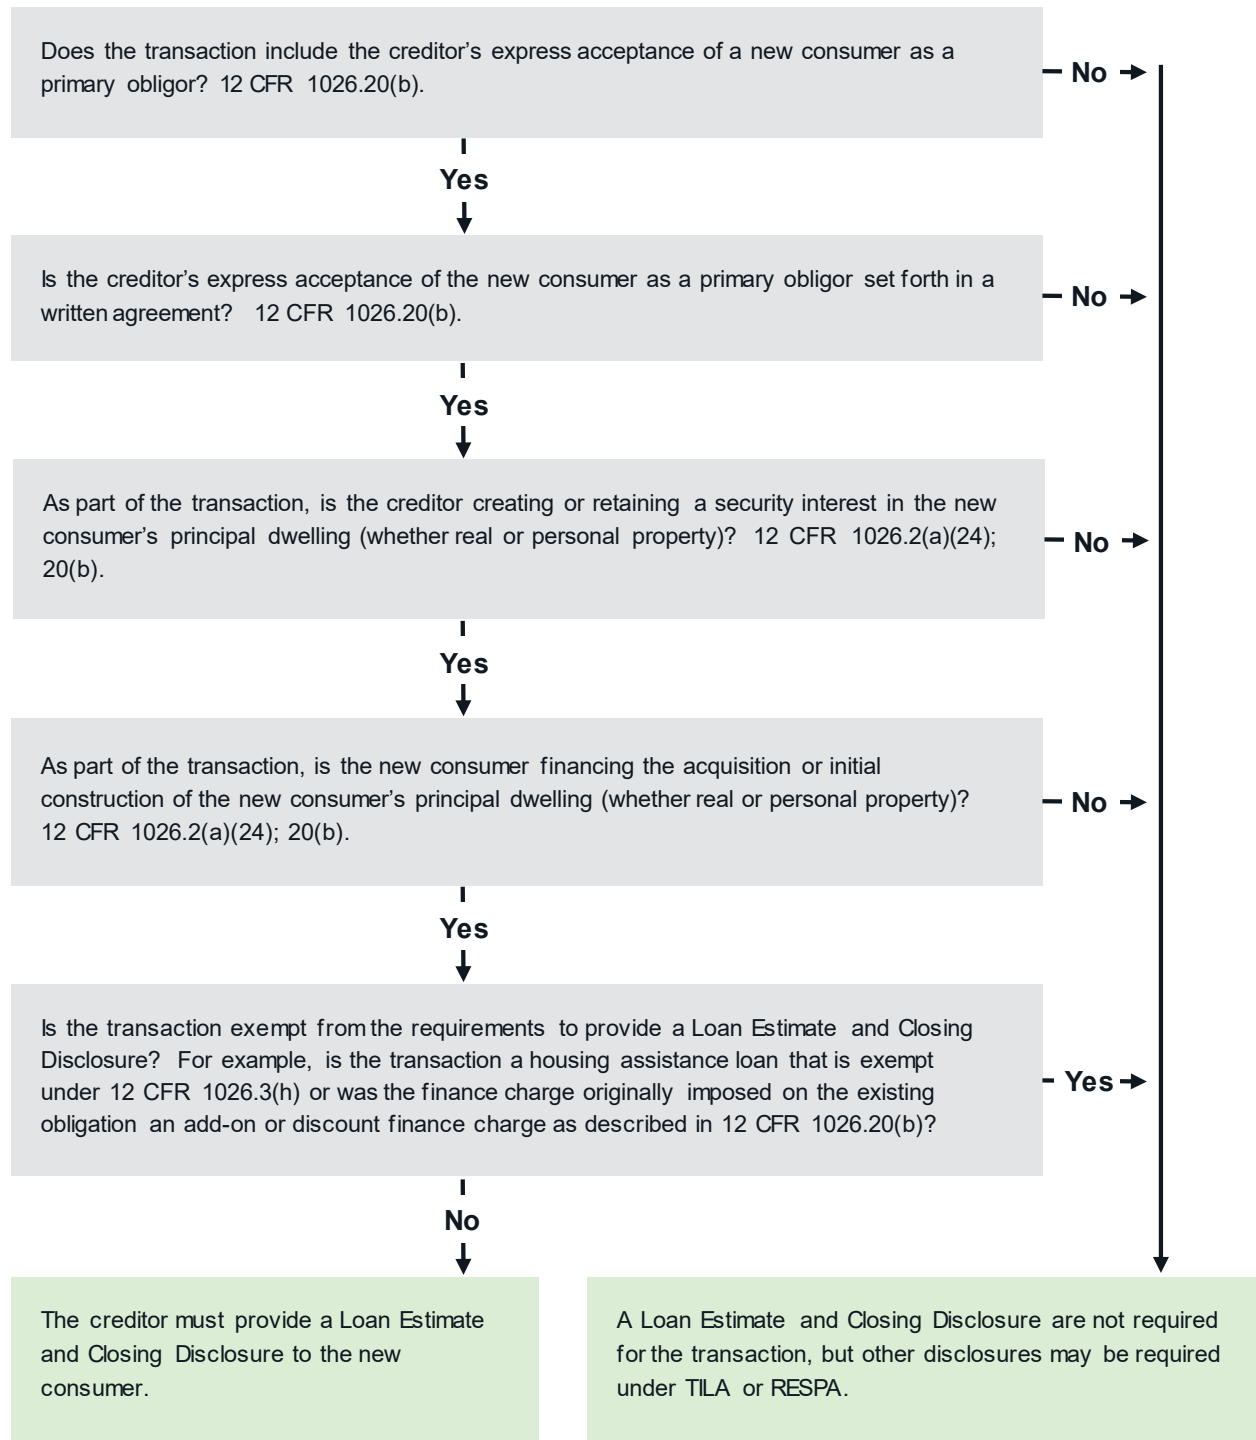 Does the transaction include the creditor’s express acceptance of a new consumer as a
primary obligor? 12 CFR 1026.20(b).
No
Yes
Is the creditor’s express acceptance of the new consumer as a primary obligor set forth in a
written agreement? 12 CFR 1026.20(b).
No
Yes
As part of the transaction, is the creditor creating or retaining a security interest in the new
consumer’s principal dwelling (whether real or personal property)? 12 CFR 1026.2(a)(24);
20(b).
No
Yes
As part of the transaction, is the new consumer financing the acquisition or initial
construction of the new consumer’s principal dwelling (whether real or personal property)?
12 CFR 1026.2(a)(24); 20(b).
No
Yes
Is the transaction exempt from the requirements to provide a Loan Estimate and Closing
Disclosure? For example, is the transaction a housing assistance loan that is exempt
under 12 CFR 1026.3(h) or was the finance charge originally imposed on the existing
obligation an add-on or discount finance charge as described in 12 CFR 1026.20(b)?
Yes
No
The creditor must provide a Loan Estimate
and Closing Disclosure to the new
consumer.
A Loan Estimate and Closing Disclosure are not required
for the transaction, but other disclosures may be required
under TILA or RESPA.